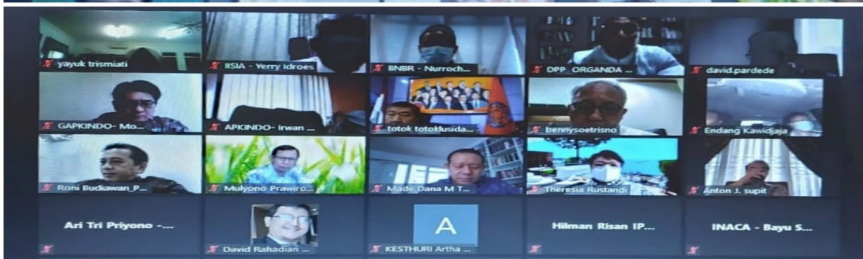 yayuk trismiati
IISIA - Yerry Idroes
BNBR - Nurroch...
DPP ORGANDA ...
david.pardede
GAPKINDO- Mo...
APKINDO- Irwan ...
totok totoklusida...
bennysoetrisno
Endang Kawidjaja
Roni Budiawan_P...
Mulyono Prawiro...
Made Dana M T...
Theresia Rustandi
Anton J. supit
Ari Tri Priyono -...
David Rahadian ...
A
KESTHURI Artha ...
Hilman Risan IP...
INACA - Bayu S...